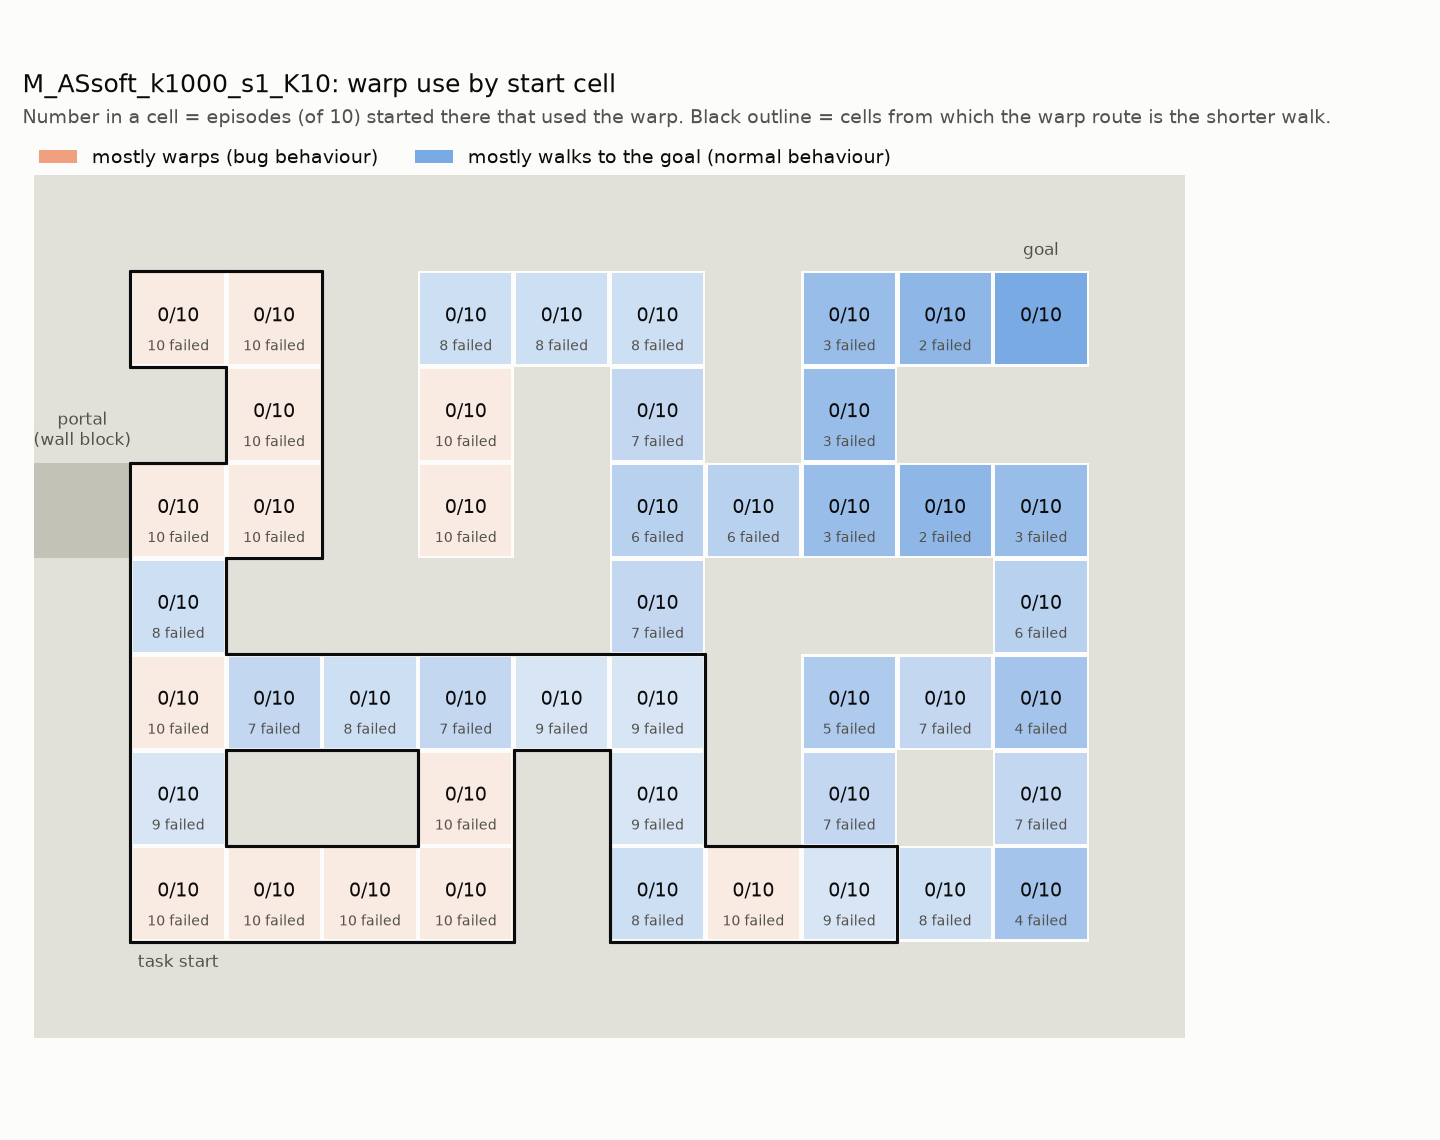 M_ASsoft_k1000_s1_K10: warp use by start cell
Number in a cell = episodes (of 10) started there that used the warp. Black outline = cells from which the warp route is the shorter walk.
mostly warps (bug behaviour) mostly walks to the goal (normal behaviour)
goal
0/10 0/10 0/10 0/10 0/10 0/10 0/10 0/10
10 failed 10 failed 8 failed 8 failed 8 failed 3 failed 2 failed
0/10 0/10 0/10 0/10
portal
(wall block)
10 failed 10 failed 7 failed 3 failed
0/10 0/10 0/10 0/10 0/10 0/10 0/10 0/10
10 failed 10 failed 10 failed 6 failed 6 failed 3 failed 2 failed 3 failed
0/10 0/10 0/10
8 failed 7 failed 6 failed
0/10 0/10 0/10 0/10 0/10 0/10 0/10 0/10 0/10
10 failed 7 failed 8 failed 7 failed 9 failed 9 failed 5 failed 7 failed 4 failed
0/10 0/10 0/10 0/10 0/10
9 failed 10 failed 9 failed 7 failed 7 failed
0/10 0/10 0/10 0/10 0/10 0/10 0/10 0/10 0/10
10 failed 10 failed 10 failed 10 failed 8 failed 10 failed 9 failed 8 failed 4 failed
task start